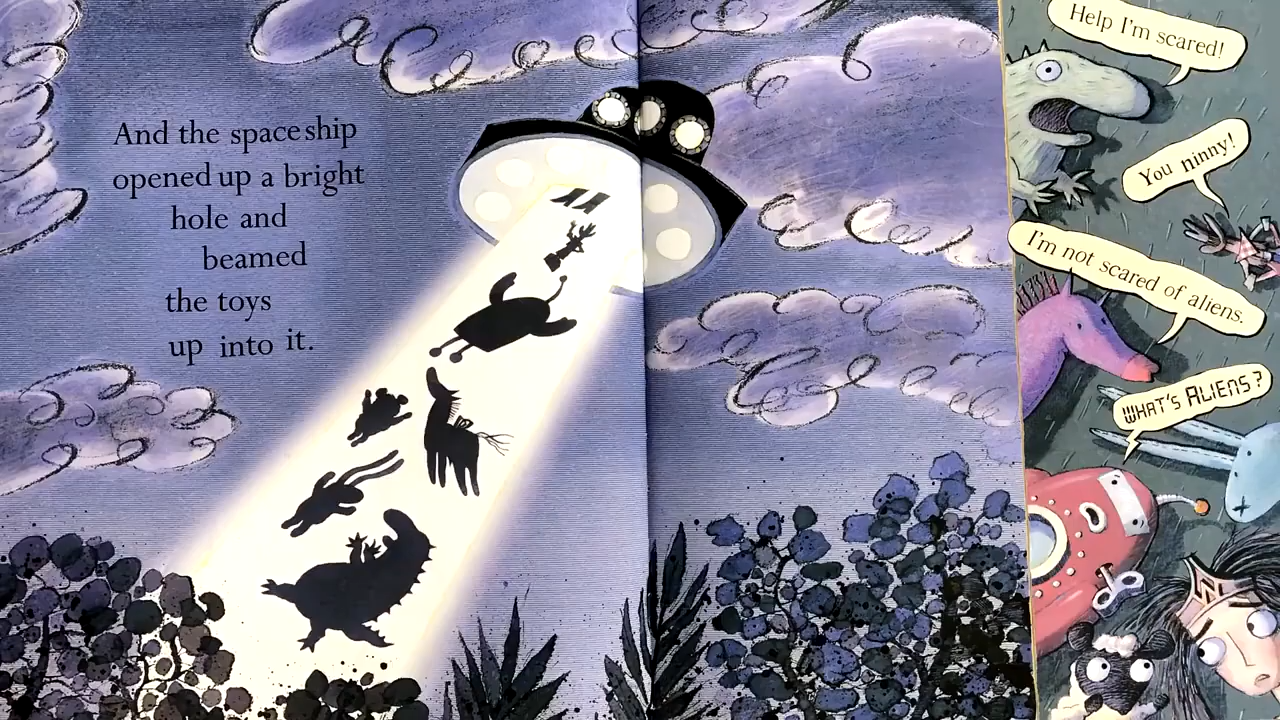 And the spaceship
opened up a bright
hole and
beamed
the toys
up into it.
Help I'm scared!
You ninny!
I'm not scared of aliens.
WHAT'S ALIENS?